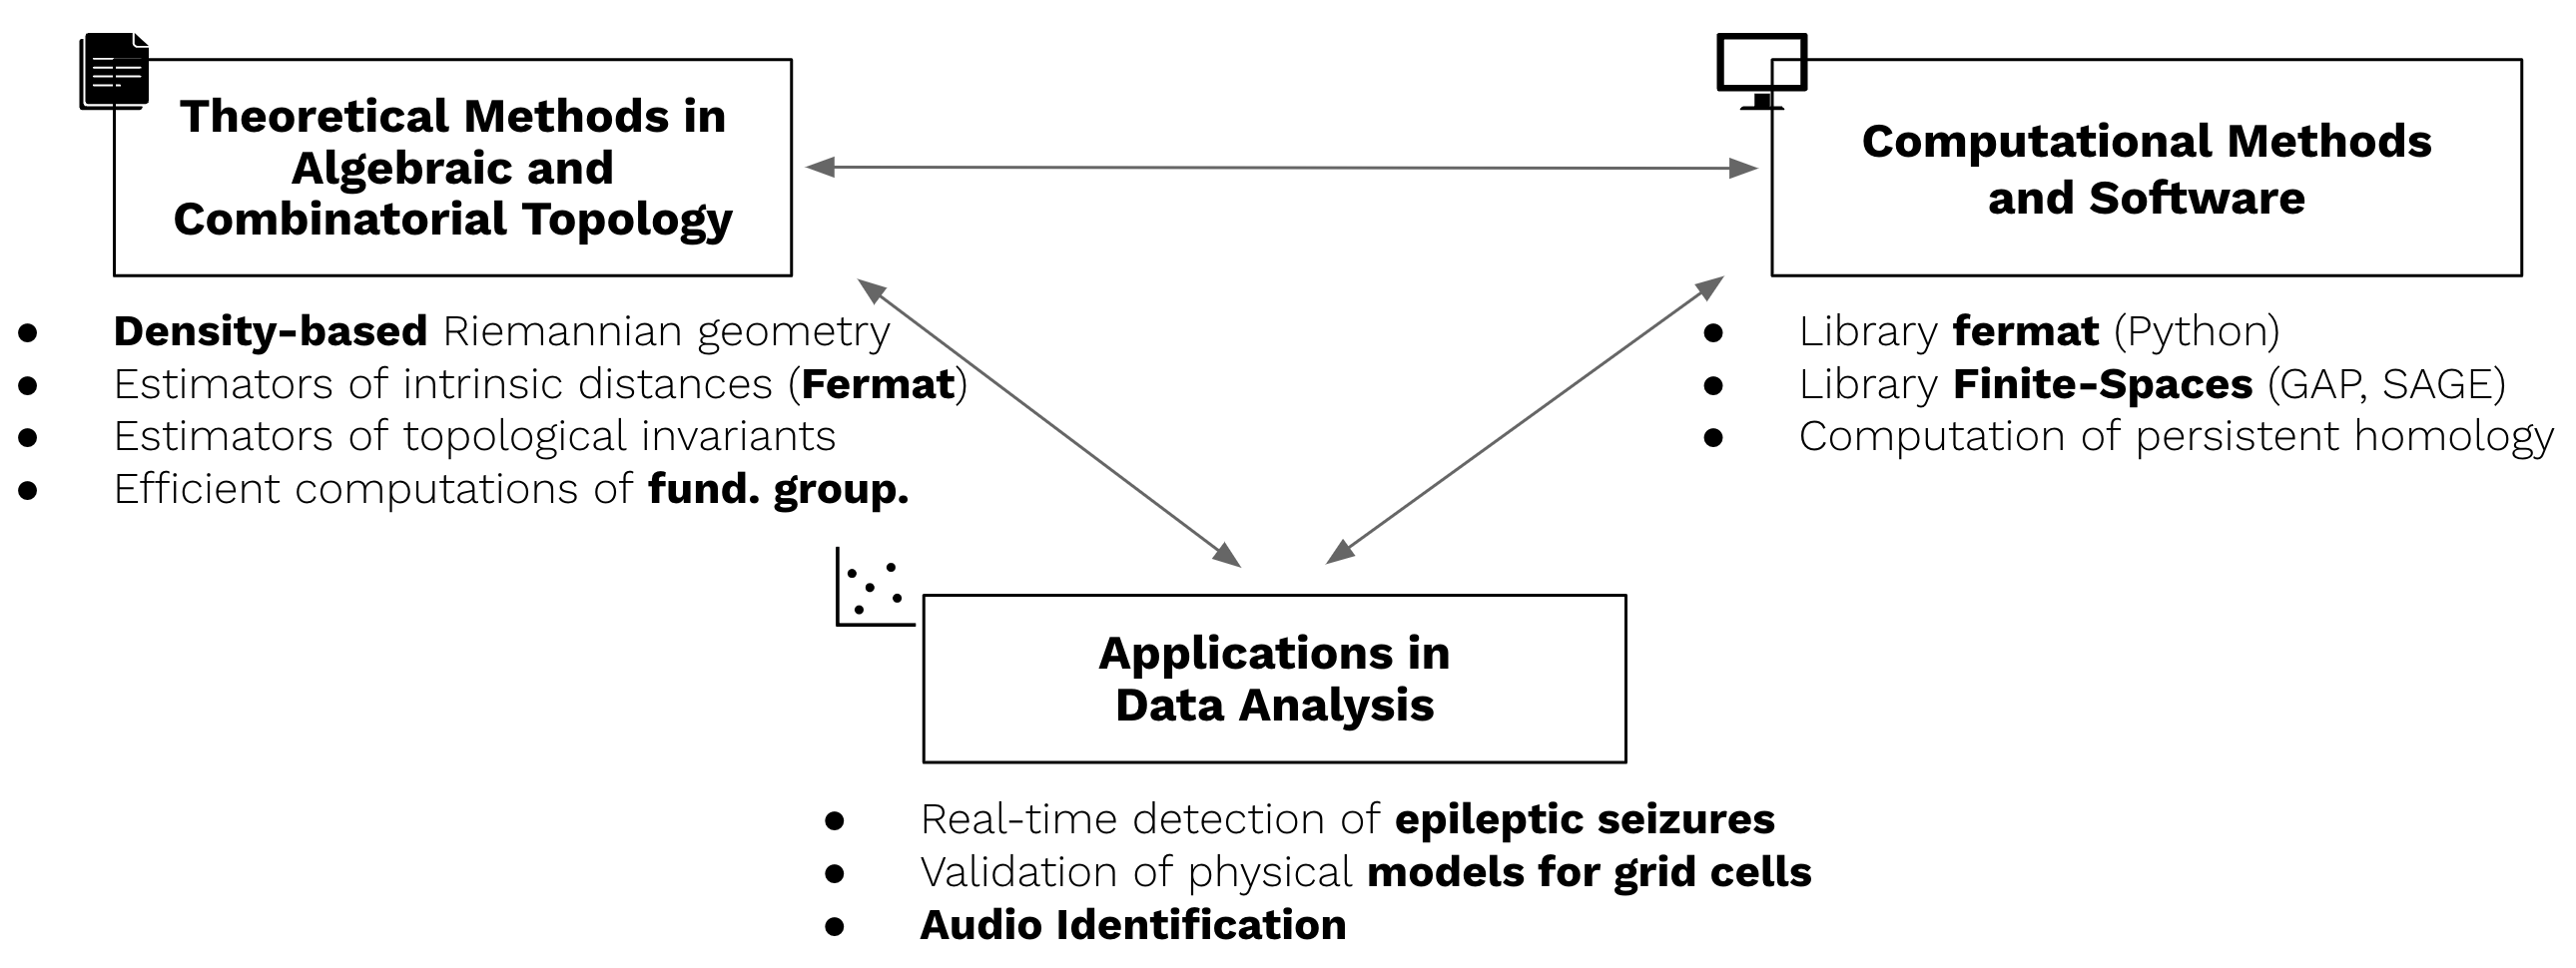 Theoretical Methods in
Algebraic and
Combinatorial Topology
● Density-based Riemannian geometry
● Estimators of intrinsic distances (Fermat)
● Estimators of topological invariants
● Efficient computations of fund. group.
Computational Methods
and Software
● Library fermat (Python)
● Library Finite-Spaces (GAP, SAGE)
● Computation of persistent homology
Applications in
Data Analysis
● Real-time detection of epileptic seizures
● Validation of physical models for grid cells
● Audio Identification